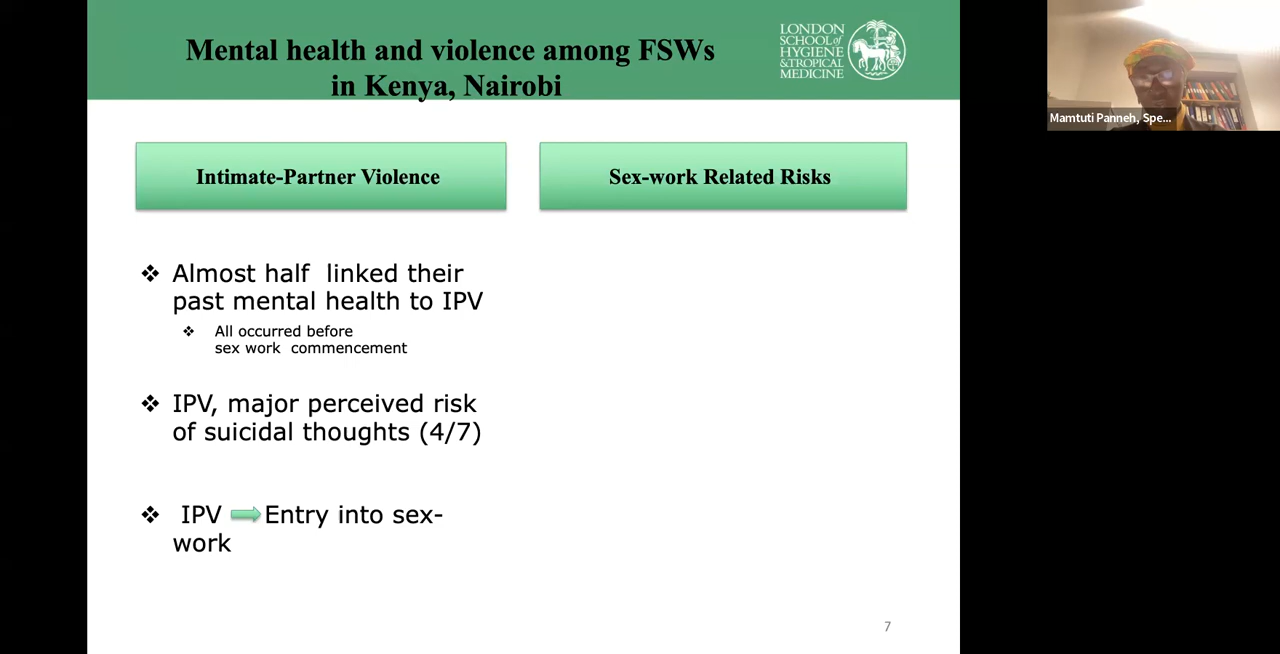 Mental health and violence among FSWs
in Kenya, Nairobi
LONDON
SCHOOL of
HYGIENE
& TROPICAL
MEDICINE
Mamtuti Panneh, Spe...
Intimate-Partner Violence
Sex-work Related Risks
❖ Almost half linked their
past mental health to IPV
❖ All occurred before
sex work commencement
❖ IPV, major perceived risk
of suicidal thoughts (4/7)
❖ IPV ➡ Entry into sex-
work
7